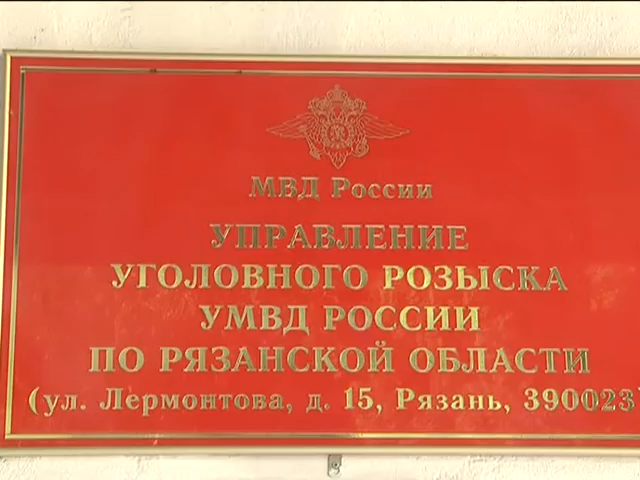 МВД России
УПРАВЛЕНИЕ
УГОЛОВНОГО РОЗЫСКА
УМВД РОССИИ
ПО РЯЗАНСКОЙ ОБЛАСТИ
(ул. Лермонтова, д. 15, Рязань, 390023)